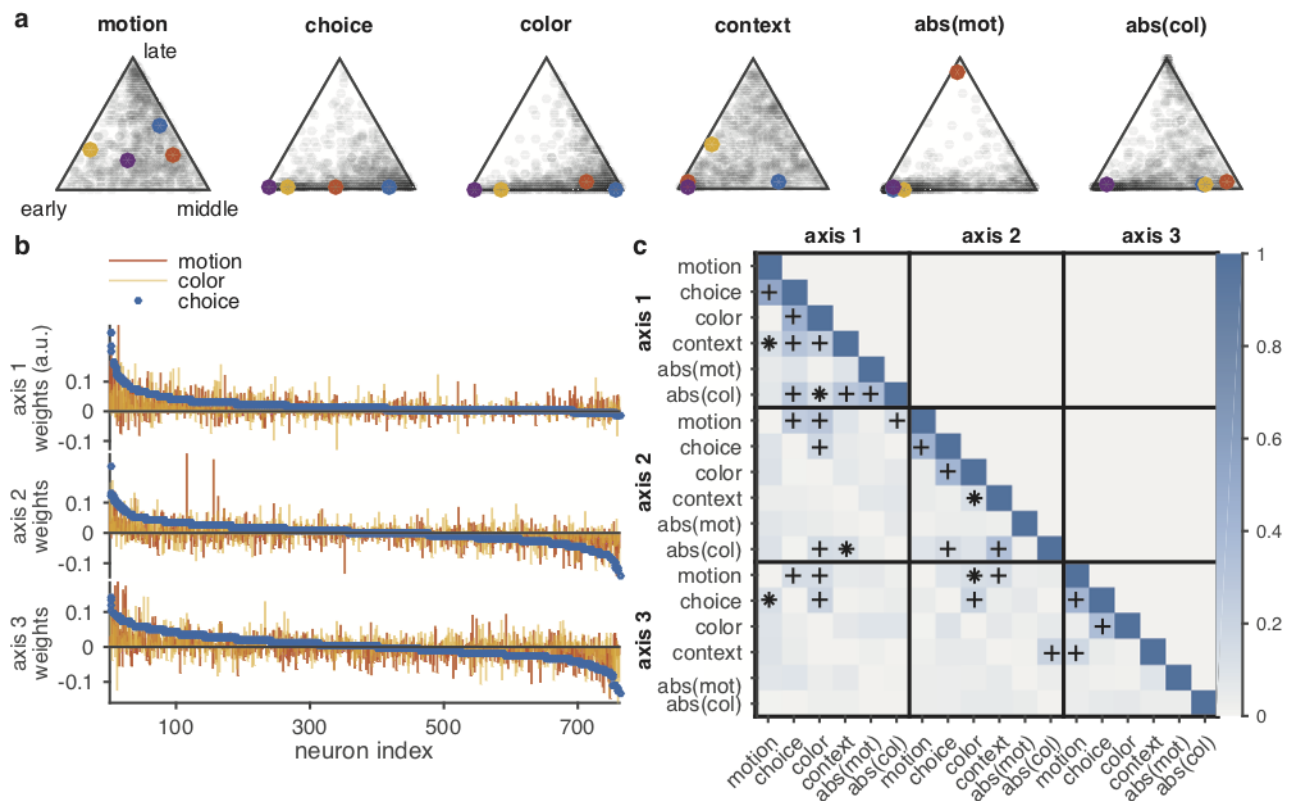 a
motion choice color context abs(mot) abs(col)
late
early middle
b
motion
color
choice
axis 1
weights (a.u.)
0.1
0
-0.1
axis 2
weights
0.1
0
-0.1
axis 3
weights
0.1
0
-0.1
100 300 500 700
neuron index
c
axis 1 axis 2 axis 3
axis 1
motion
choice
color
context
abs(mot)
abs(col)
axis 2
motion
choice
color
context
abs(mot)
abs(col)
axis 3
motion
choice
color
context
abs(mot)
abs(col)
motion choice color context abs(mot) abs(col) motion choice color context abs(mot) abs(col) motion choice color context abs(mot) abs(col)
1
0.8
0.6
0.4
0.2
0